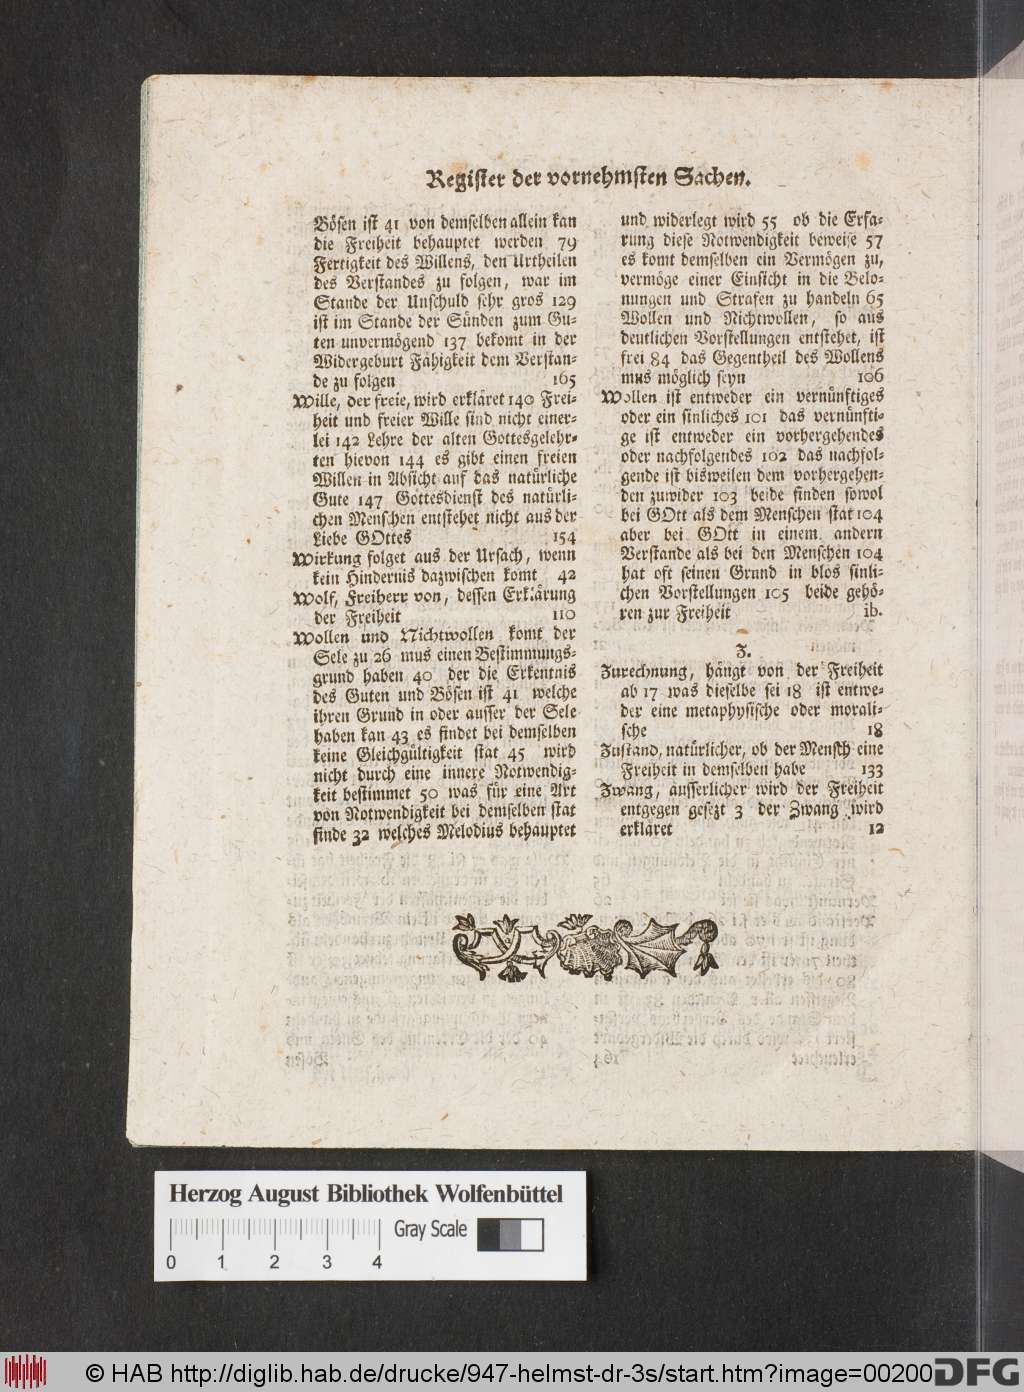 Register der vornehmsten Sachen.
Bösen ist 41 von demselben allein kan
die Freiheit behauptet werden 79
Fertigkeit des Willens, den Urtheilen
des Verstandes zu folgen, war im
Stande der Unschuld sehr gros 129
ist im Stande der Sünden zum Gu-
ten unvermögend 137 bekomt in der
Widergeburt Fähigkeit dem Verstan-
de zu folgen 165
Wille, der freie, wird erkläret 140 Frei-
heit und freier Wille sind nicht einer-
lei 142 Lehre der alten Gottesgelehr-
ten hievon 144 es gibt einen freien
Willen in Absicht auf das natürliche
Gute 147 Gottesdienst des natürli-
chen Menschen entstehet nicht aus der
Liebe GOttes 154
Wirkung folget aus der Ursach, wenn
kein Hindernis dazwischen komt 42
Wolf, Freiherr von, dessen Erklärung
der Freiheit 110
Wollen und Nichtwollen komt der
Sele zu 26 mus einen Bestimmungs-
grund haben 40 der die Erkentnis
des Guten und Bösen ist 41 welche
ihren Grund in oder ausser der Sele
haben kan 43 es findet bei demselben
keine Gleichgültigkeit stat 45 wird
nicht durch eine innere Notwendig-
keit bestimmet 50 was für eine Art
von Notwendigkeit bei demselben stat
finde 32 welches Melodius behauptet
und widerlegt wird 55 ob die Erfa-
rung diese Notwendigkeit beweise 57
es komt demselben ein Vermögen zu,
vermöge einer Einsicht in die Belo-
nungen und Strafen zu handeln 65
Wollen und Nichtwollen, so aus
deutlichen Vorstellungen entstehet, ist
frei 84 das Gegentheil des Wollens
mus möglich seyn 106
Wollen ist entweder ein vernünftiges
oder ein sinliches 101 das vernünfti-
ge ist entweder ein vorhergehendes
oder nachfolgendes 102 das nachfol-
gende ist bisweilen dem vorhergehen-
den zuwider 103 beide finden sowol
bei GOtt als dem Menschen stat 104
aber bei GOtt in einem andern
Verstande als bei den Menschen 104
hat oft seinen Grund in blos sinli-
chen Vorstellungen 105 beide gehö-
ren zur Freiheit ib.
Z.
Zurechnung, hängt von der Freiheit
ab 17 was dieselbe sei 18 ist entwe-
der eine metaphysische oder morali-
sche 18
Zustand, natürlicher, ob der Mensch eine
Freiheit in demselben habe 133
Zwang, äusserlicher wird der Freiheit
entgegen gesezt 3 der Zwang wird
erkläret 12
Herzog August Bibliothek Wolfenbüttel
Gray Scale
0 1 2 3 4
© HAB http://diglib.hab.de/drucke/947-helmst-dr-3s/start.htm?image=00200
DFG